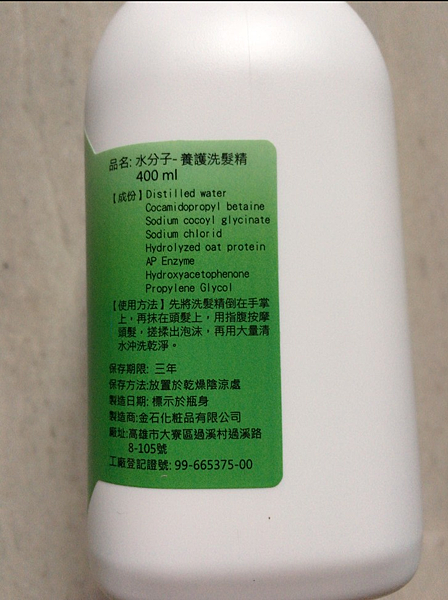 品名: 水分子- 養護洗髮精
400 ml
【成份】Distilled water
Cocamidopropyl betaine
Sodium cocoyl glycinate
Sodium chlorid
Hydrolyzed oat protein
AP Enzyme
Hydroxyacetophenone
Propylene Glycol
【使用方法】先將洗髮精倒在手掌
上，再抹在頭髮上，用指腹按摩
頭髮，搓揉出泡沫，再用大量清
水沖洗乾淨。
保存期限: 三年
保存方法:放置於乾燥陰涼處
製造日期: 標示於瓶身
製造商:金石化粧品有限公司
廠址:高雄市大寮區過溪村過溪路
8-105號
工廠登記證號: 99-665375-00